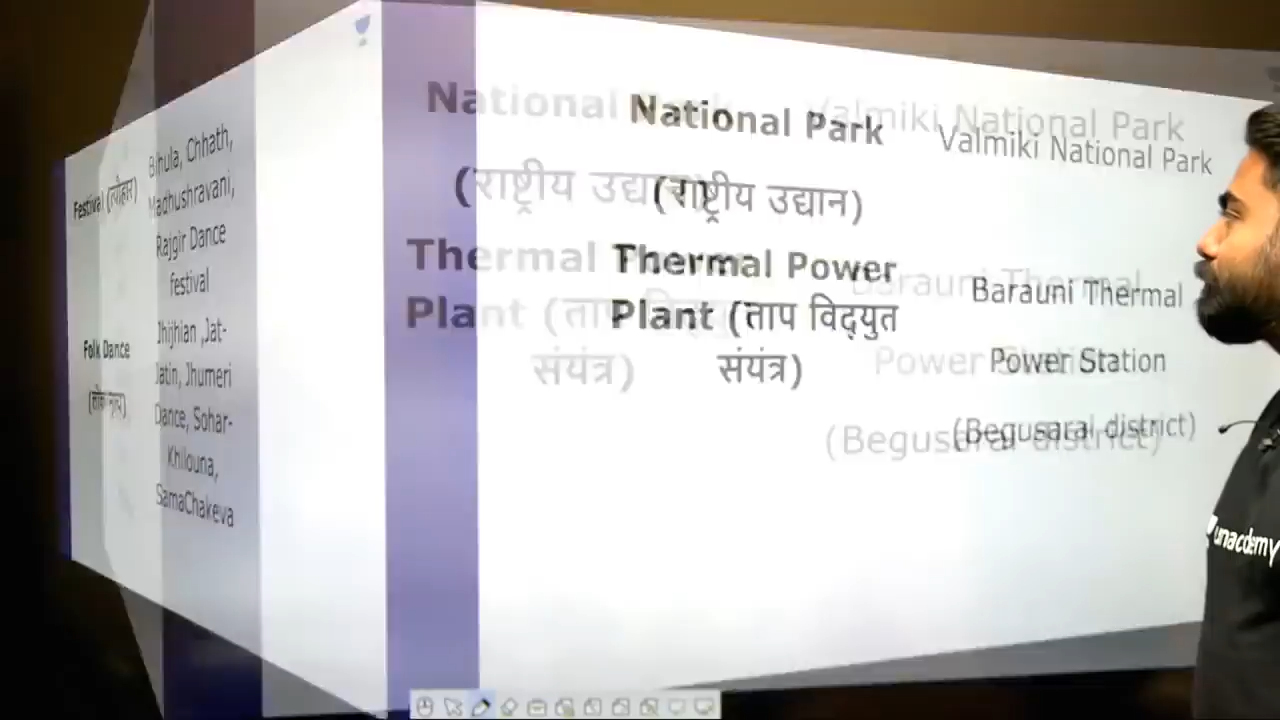 Festival (त्योहार)
Bihula, Chhath,
Madhushravani,
Rajgir Dance
festival
Folk Dance
(लोक नृत्य)
Jhijhian ,Jat-
Jatin, Jhumeri
Dance, Sohar-
Khilouna,
SamaChakeva
National Park
(राष्ट्रीय उद्यान)
Valmiki National Park
Thermal Power
Plant (ताप विद्युत
संयंत्र)
Barauni Thermal
Power Station
(Begusarai district)
unacdemy